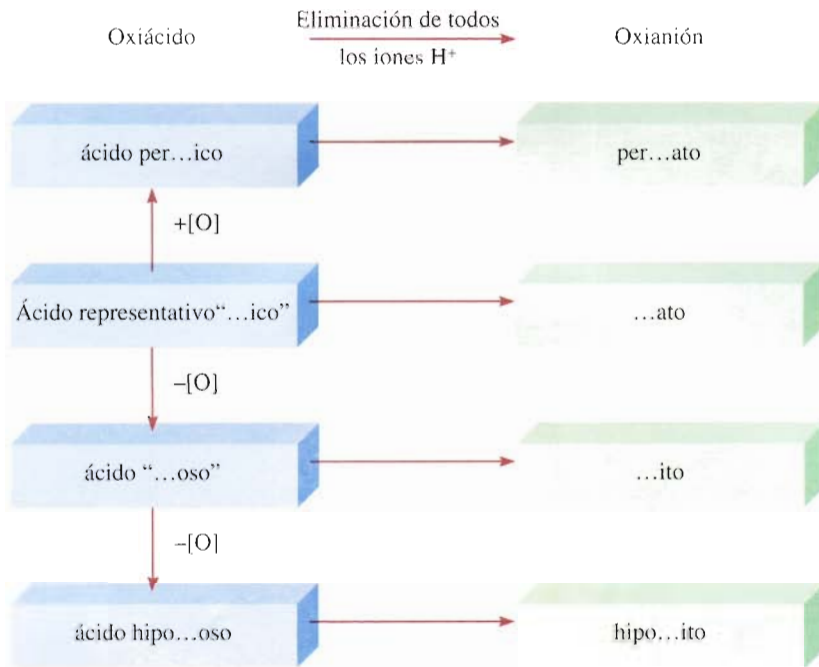 Oxiácido
Eliminación de todos
los iones H⁺
Oxianión
ácido per...ico
per...ato
+[O]
Ácido representativo“...ico”
...ato
–[O]
ácido “...oso”
...ito
–[O]
ácido hipo...oso
hipo...ito